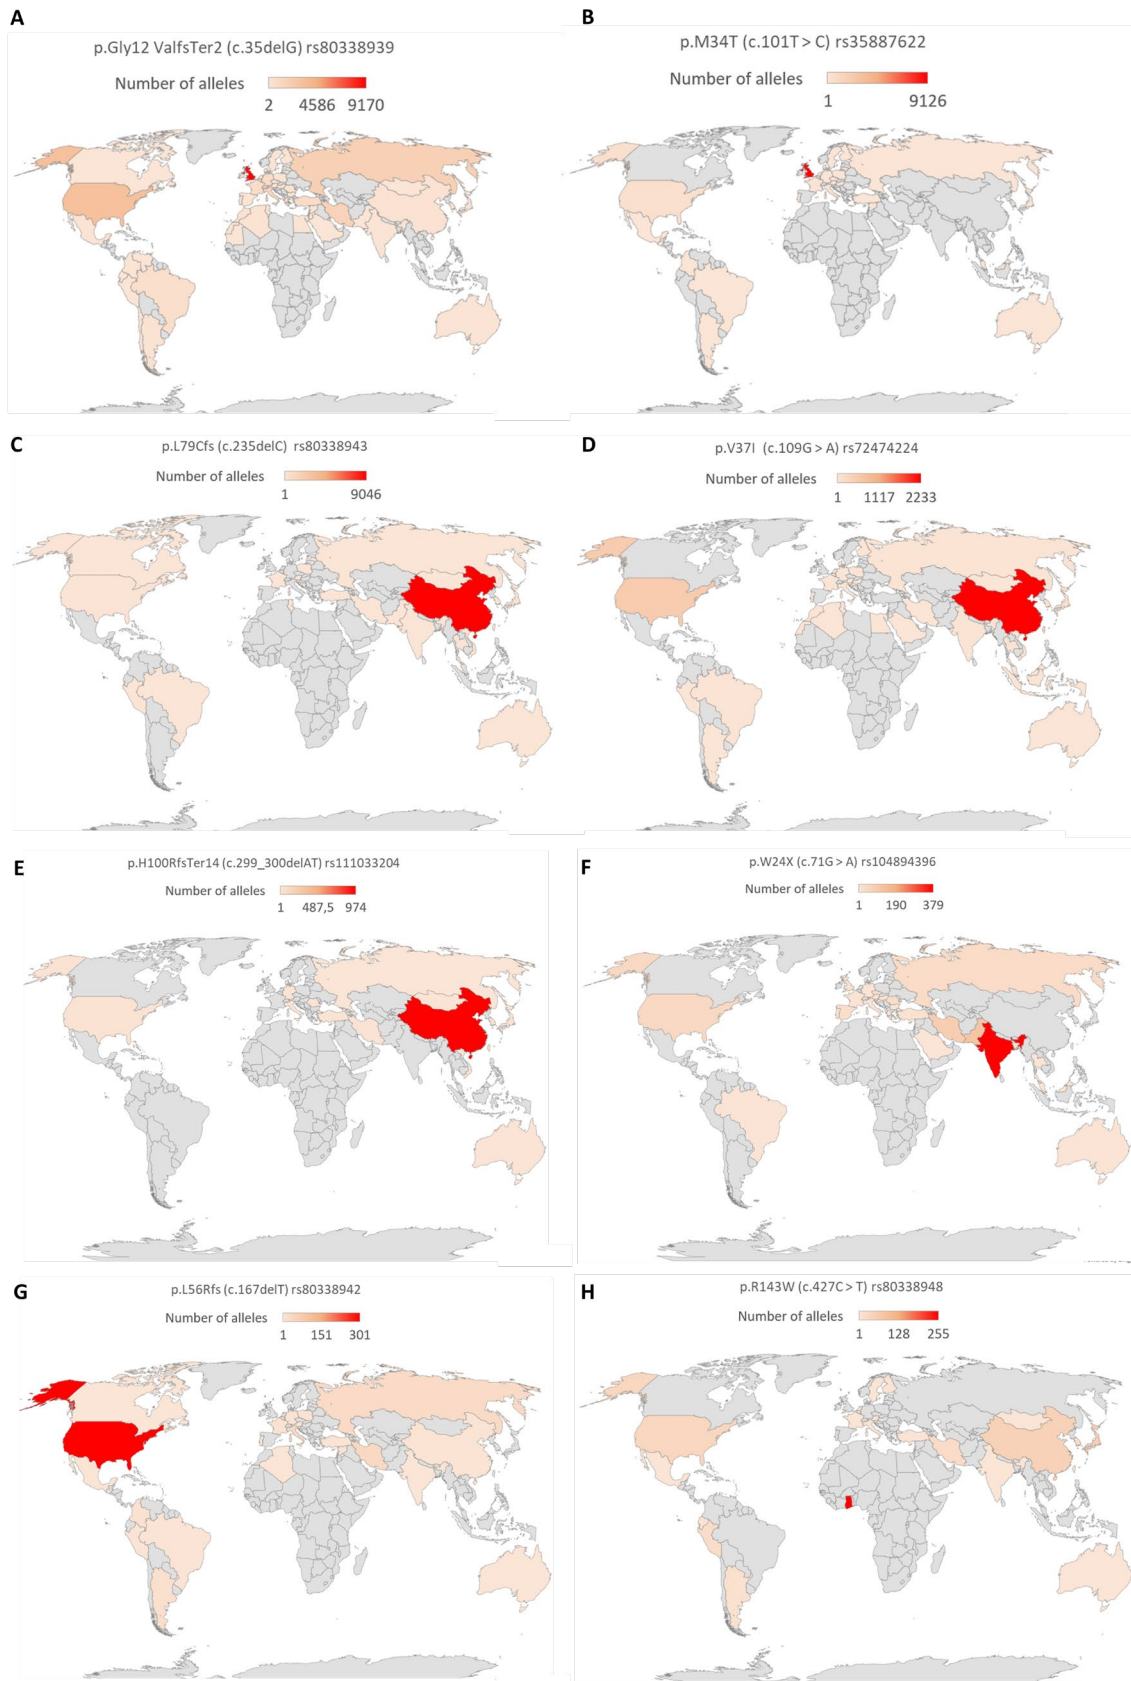 A
p.Gly12 ValfsTer2 (c.35delG) rs80338939
Number of alleles
2 4586 9170
B
p.M34T (c.101T > C) rs35887622
Number of alleles
1 9126
C
p.L79Cfs (c.235delC) rs80338943
Number of alleles
1 9046
D
p.V37I (c.109G > A) rs72474224
Number of alleles
1 1117 2233
E
p.H100RfsTer14 (c.299_300delAT) rs111033204
Number of alleles
1 487,5 974
F
p.W24X (c.71G > A) rs104894396
Number of alleles
1 190 379
G
p.L56Rfs (c.167delT) rs80338942
Number of alleles
1 151 301
H
p.R143W (c.427C > T) rs80338948
Number of alleles
1 128 255